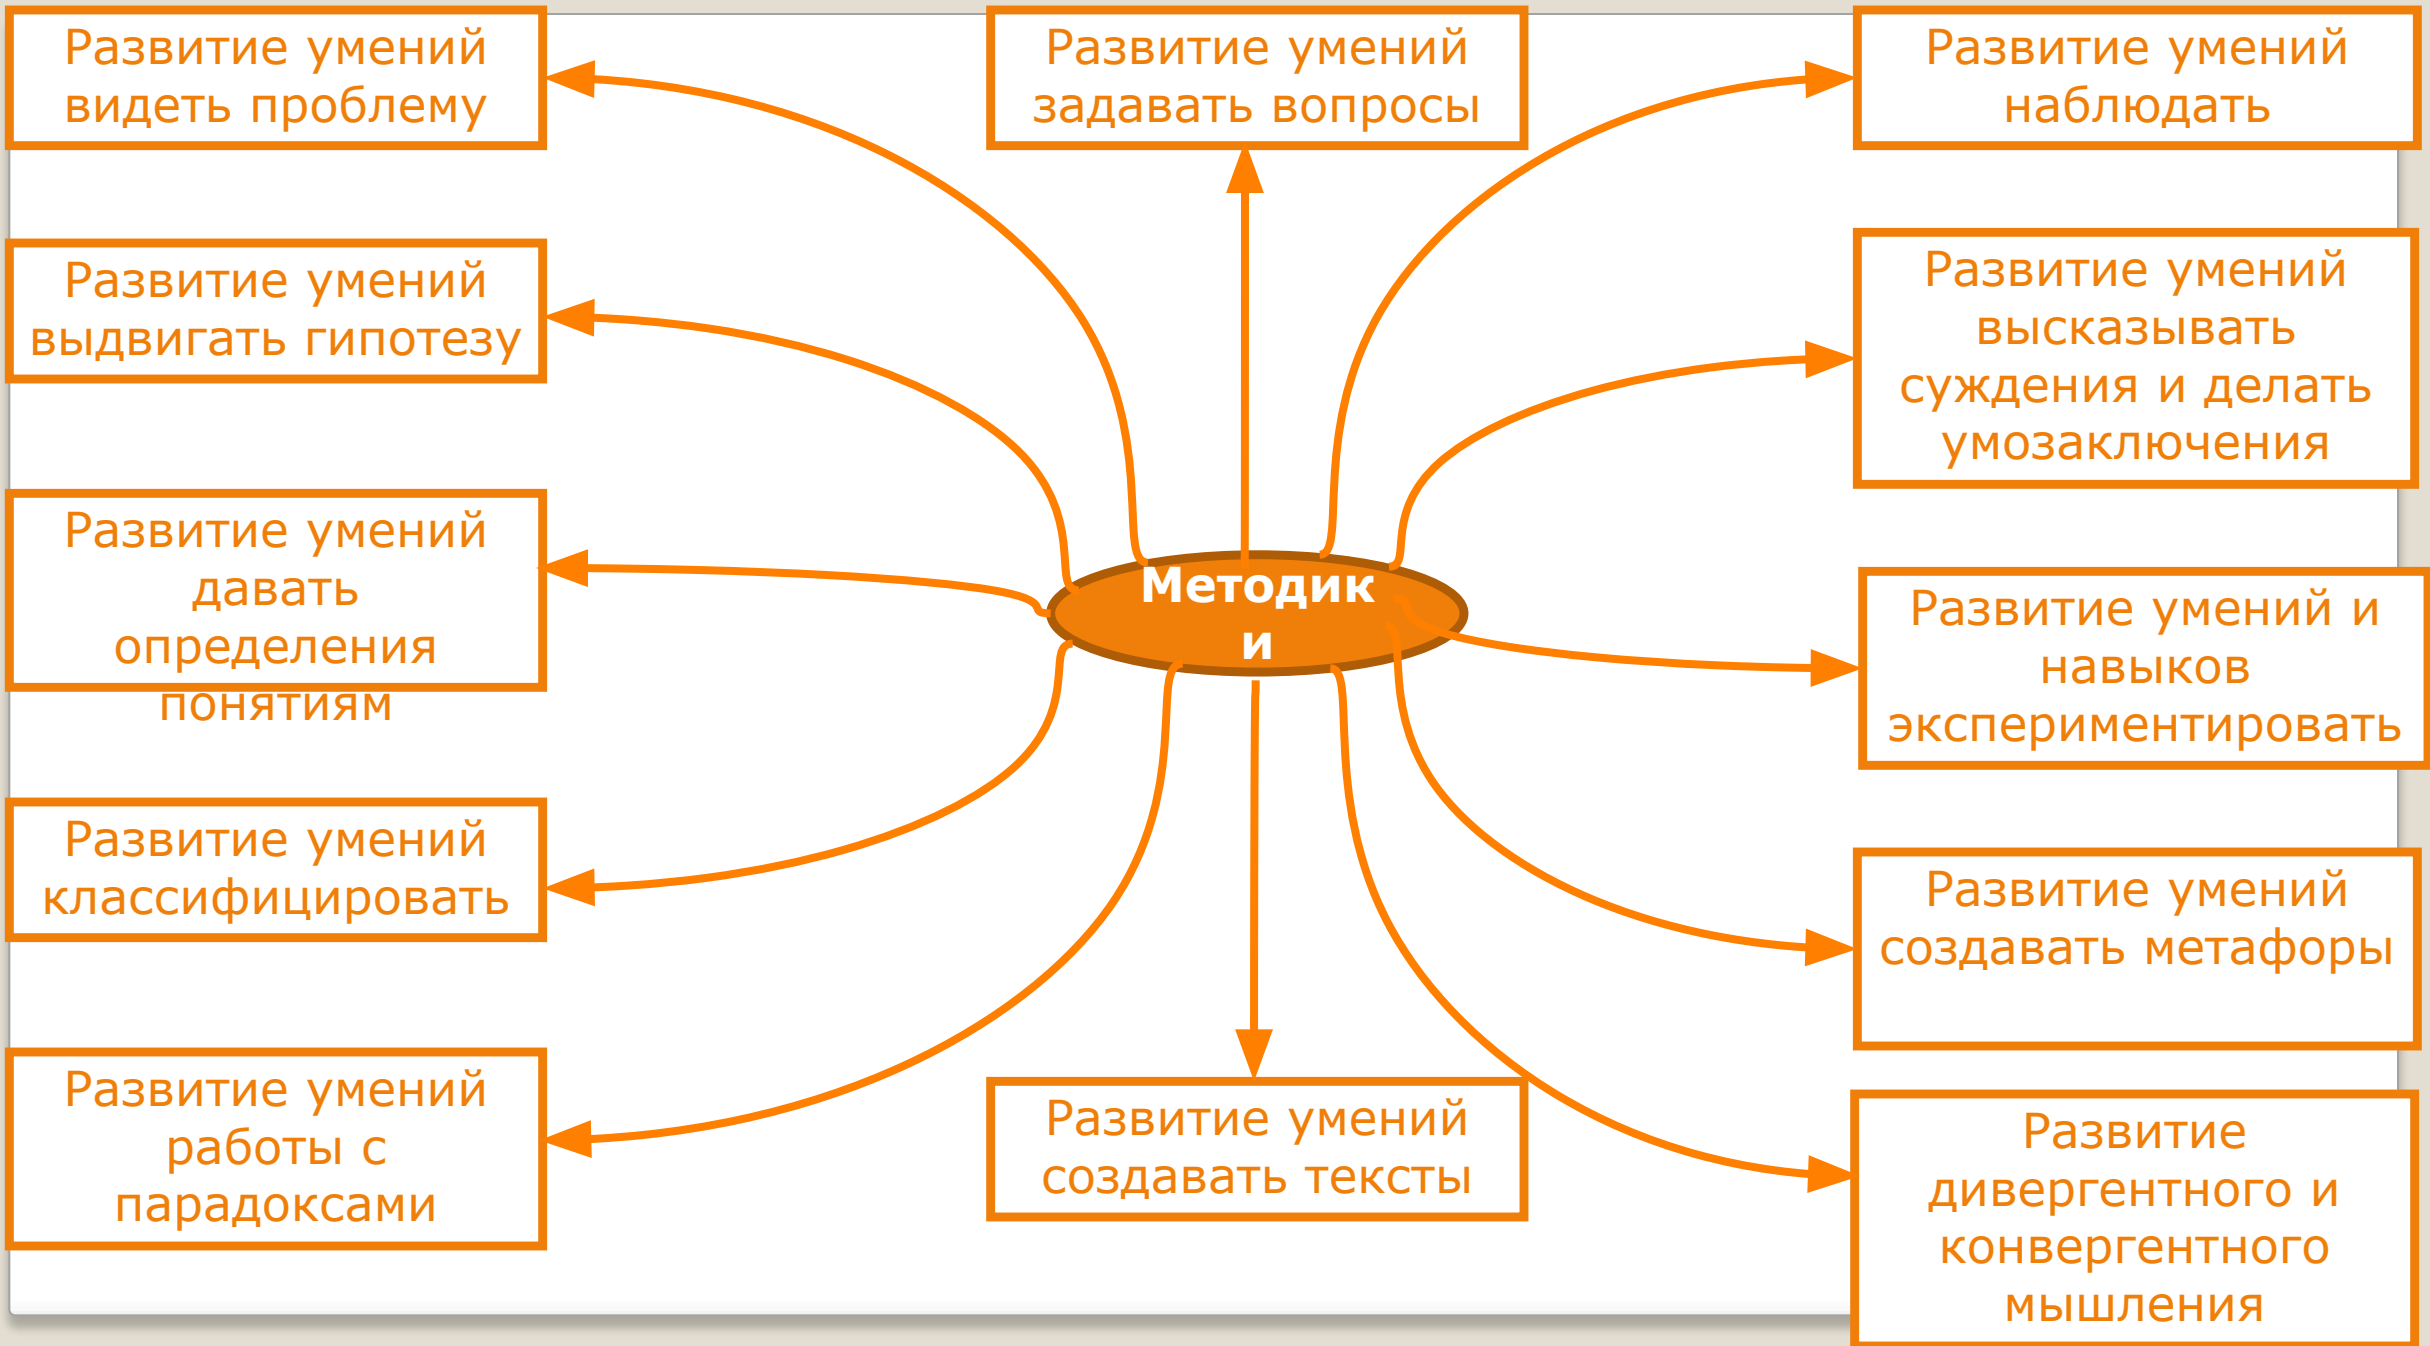 Развитие умений
видеть проблему
Развитие умений
задавать вопросы
Развитие умений
наблюдать
Развитие умений
выдвигать гипотезу
Развитие умений
высказывать
суждения и делать
умозаключения
Развитие умений
давать
определения
понятиям
Методик
и
Развитие умений и
навыков
экспериментировать
Развитие умений
классифицировать
Развитие умений
создавать метафоры
Развитие умений
работы с
парадоксами
Развитие умений
создавать тексты
Развитие
дивергентного и
конвергентного
мышления